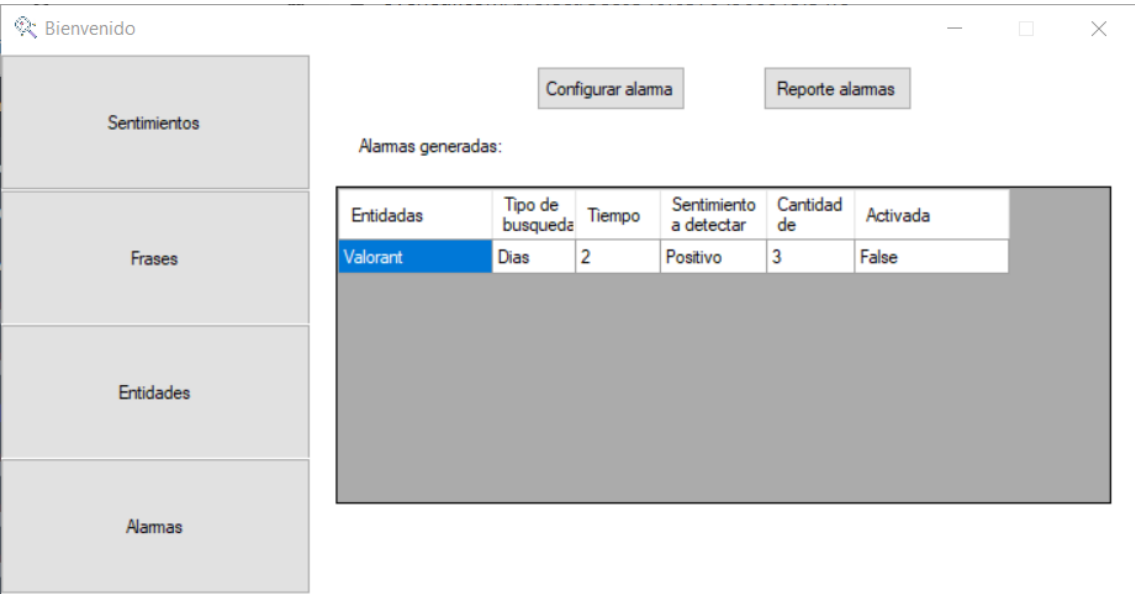 Bienvenido
Sentimientos
Frases
Entidades
Alarmas
Configurar alarma
Reporte alarmas
Alarmas generadas:
Entidadas
Tipo de
busqueda
Tiempo
Sentimiento
a detectar
Cantidad
de
Activada
Valorant
Dias
2
Positivo
3
False